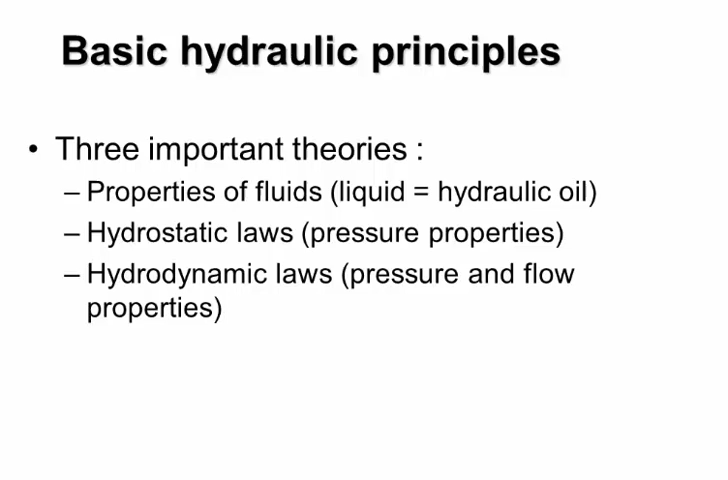 Basic hydraulic principles
• Three important theories :
– Properties of fluids (liquid = hydraulic oil)
– Hydrostatic laws (pressure properties)
– Hydrodynamic laws (pressure and flow
properties)